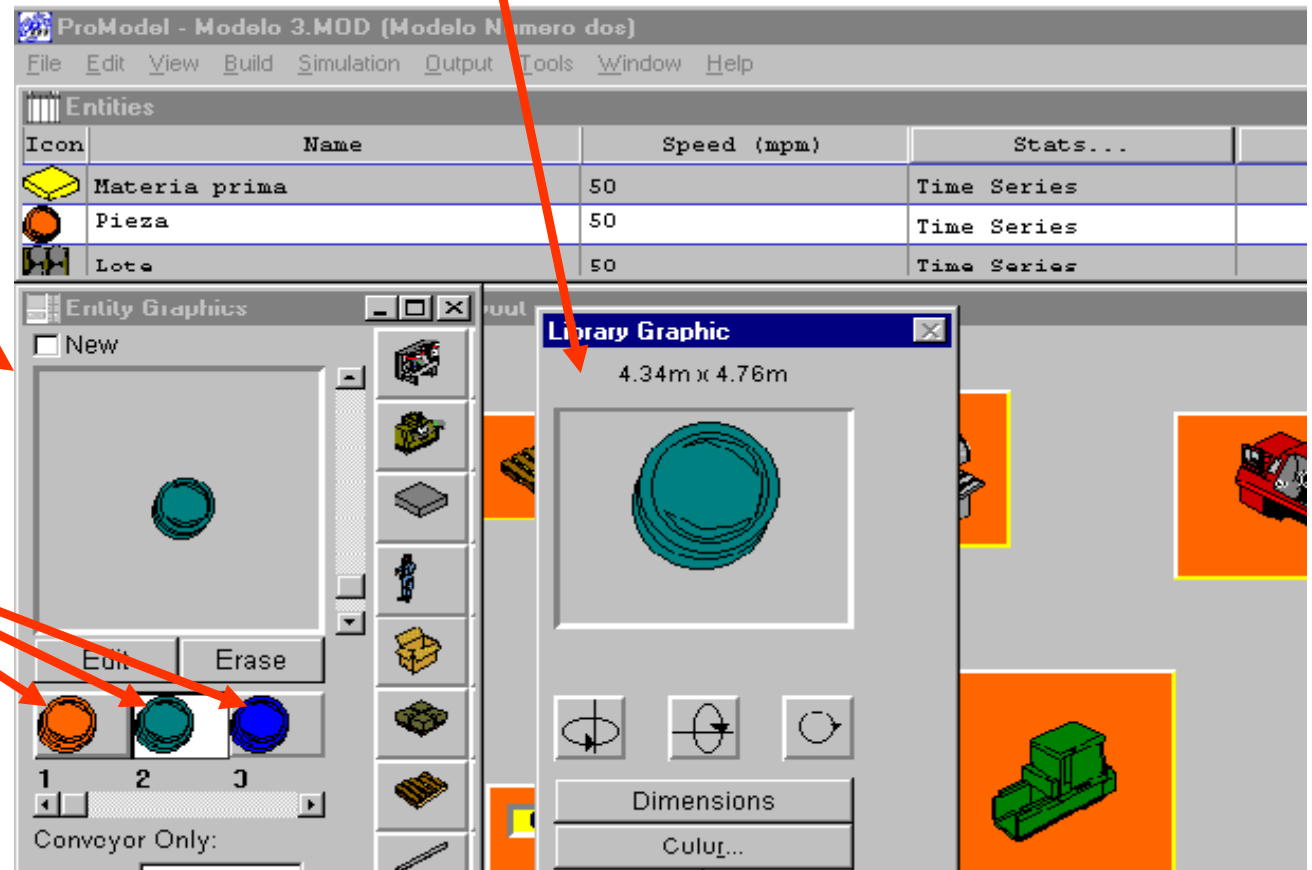 ProModel - Modelo 3.MOD (Modelo Numero dos)
File Edit View Build Simulation Output Tools Window Help
Entities
Icon Name Speed (mpm) Stats...
Materia prima 50 Time Series
Pieza 50 Time Series
Lote 50 Time Series
Entity Graphics
New
Library Graphic
4.34m x 4.76m
Edit Erase
1 2 3
Dimensions
Color...
Conveyor Only: